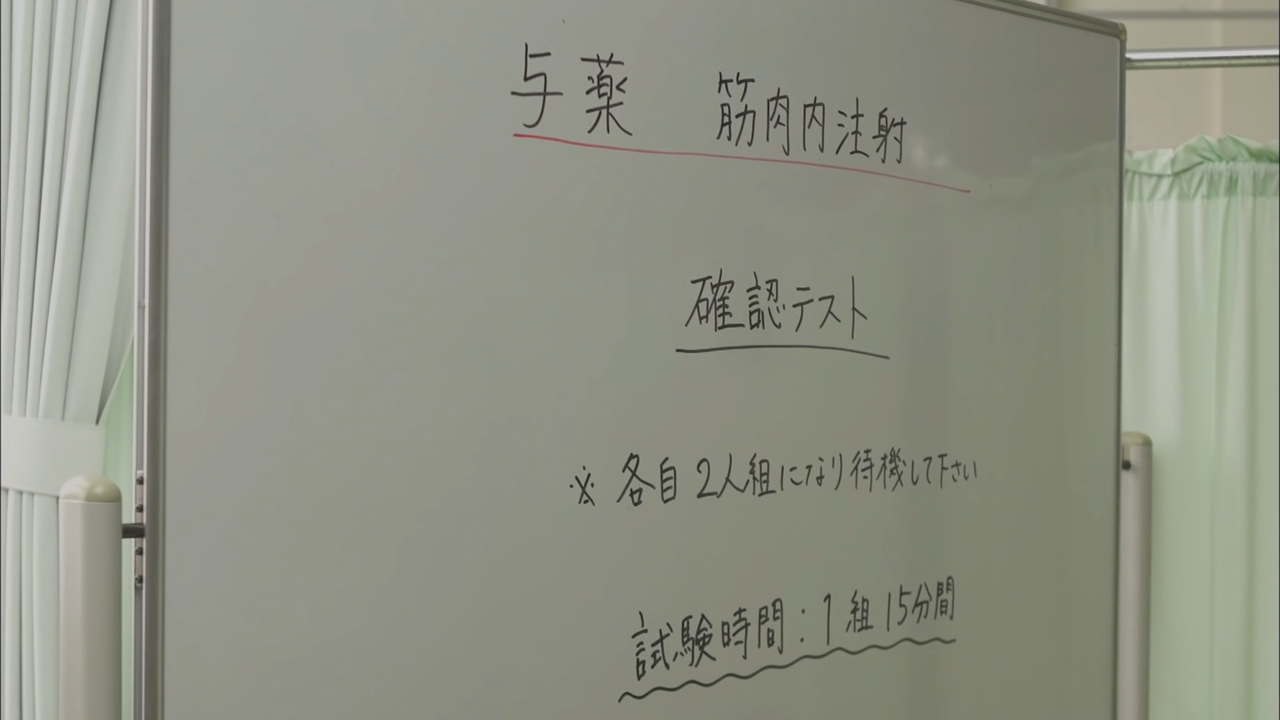 与薬 筋肉内注射
確認テスト
※ 各自 2人組になり待機して下さい
試験時間：1組 15分間